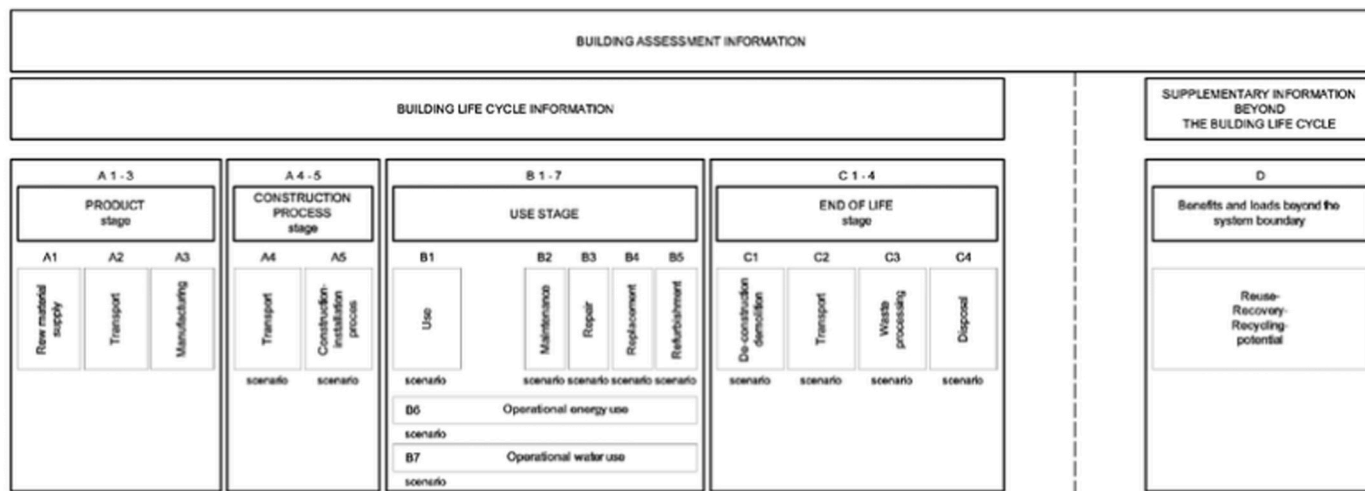 BUILDING ASSESSMENT INFORMATION
BUILDING LIFE CYCLE INFORMATION
SUPPLEMENTARY INFORMATION
BEYOND
THE BULDING LIFE CYCLE
A 1 - 3
PRODUCT
stage
A1
A2
A3
Raw material
supply
Transport
Manufacturing
A 4 - 5
CONSTRUCTION
PROCESS
stage
A4
A5
Transport
Construction-
installation
proces
scenario
scenario
B 1 - 7
USE STAGE
B1
B2
B3
B4
B5
Use
Maintenance
Repair
Replacement
Refurbishment
scenario
scenario
scenario
scenario
scenario
B6
Operational energy use
scenario
B7
Operational water use
scenario
C 1 - 4
END OF LIFE
stage
C1
C2
C3
C4
De-construction
demolition
Transport
Waste
processing
Disposal
scenario
scenario
scenario
scenario
D
Benefits and loads beyond the
system boundary
Reuse-
Recovery-
Recycling-
potential